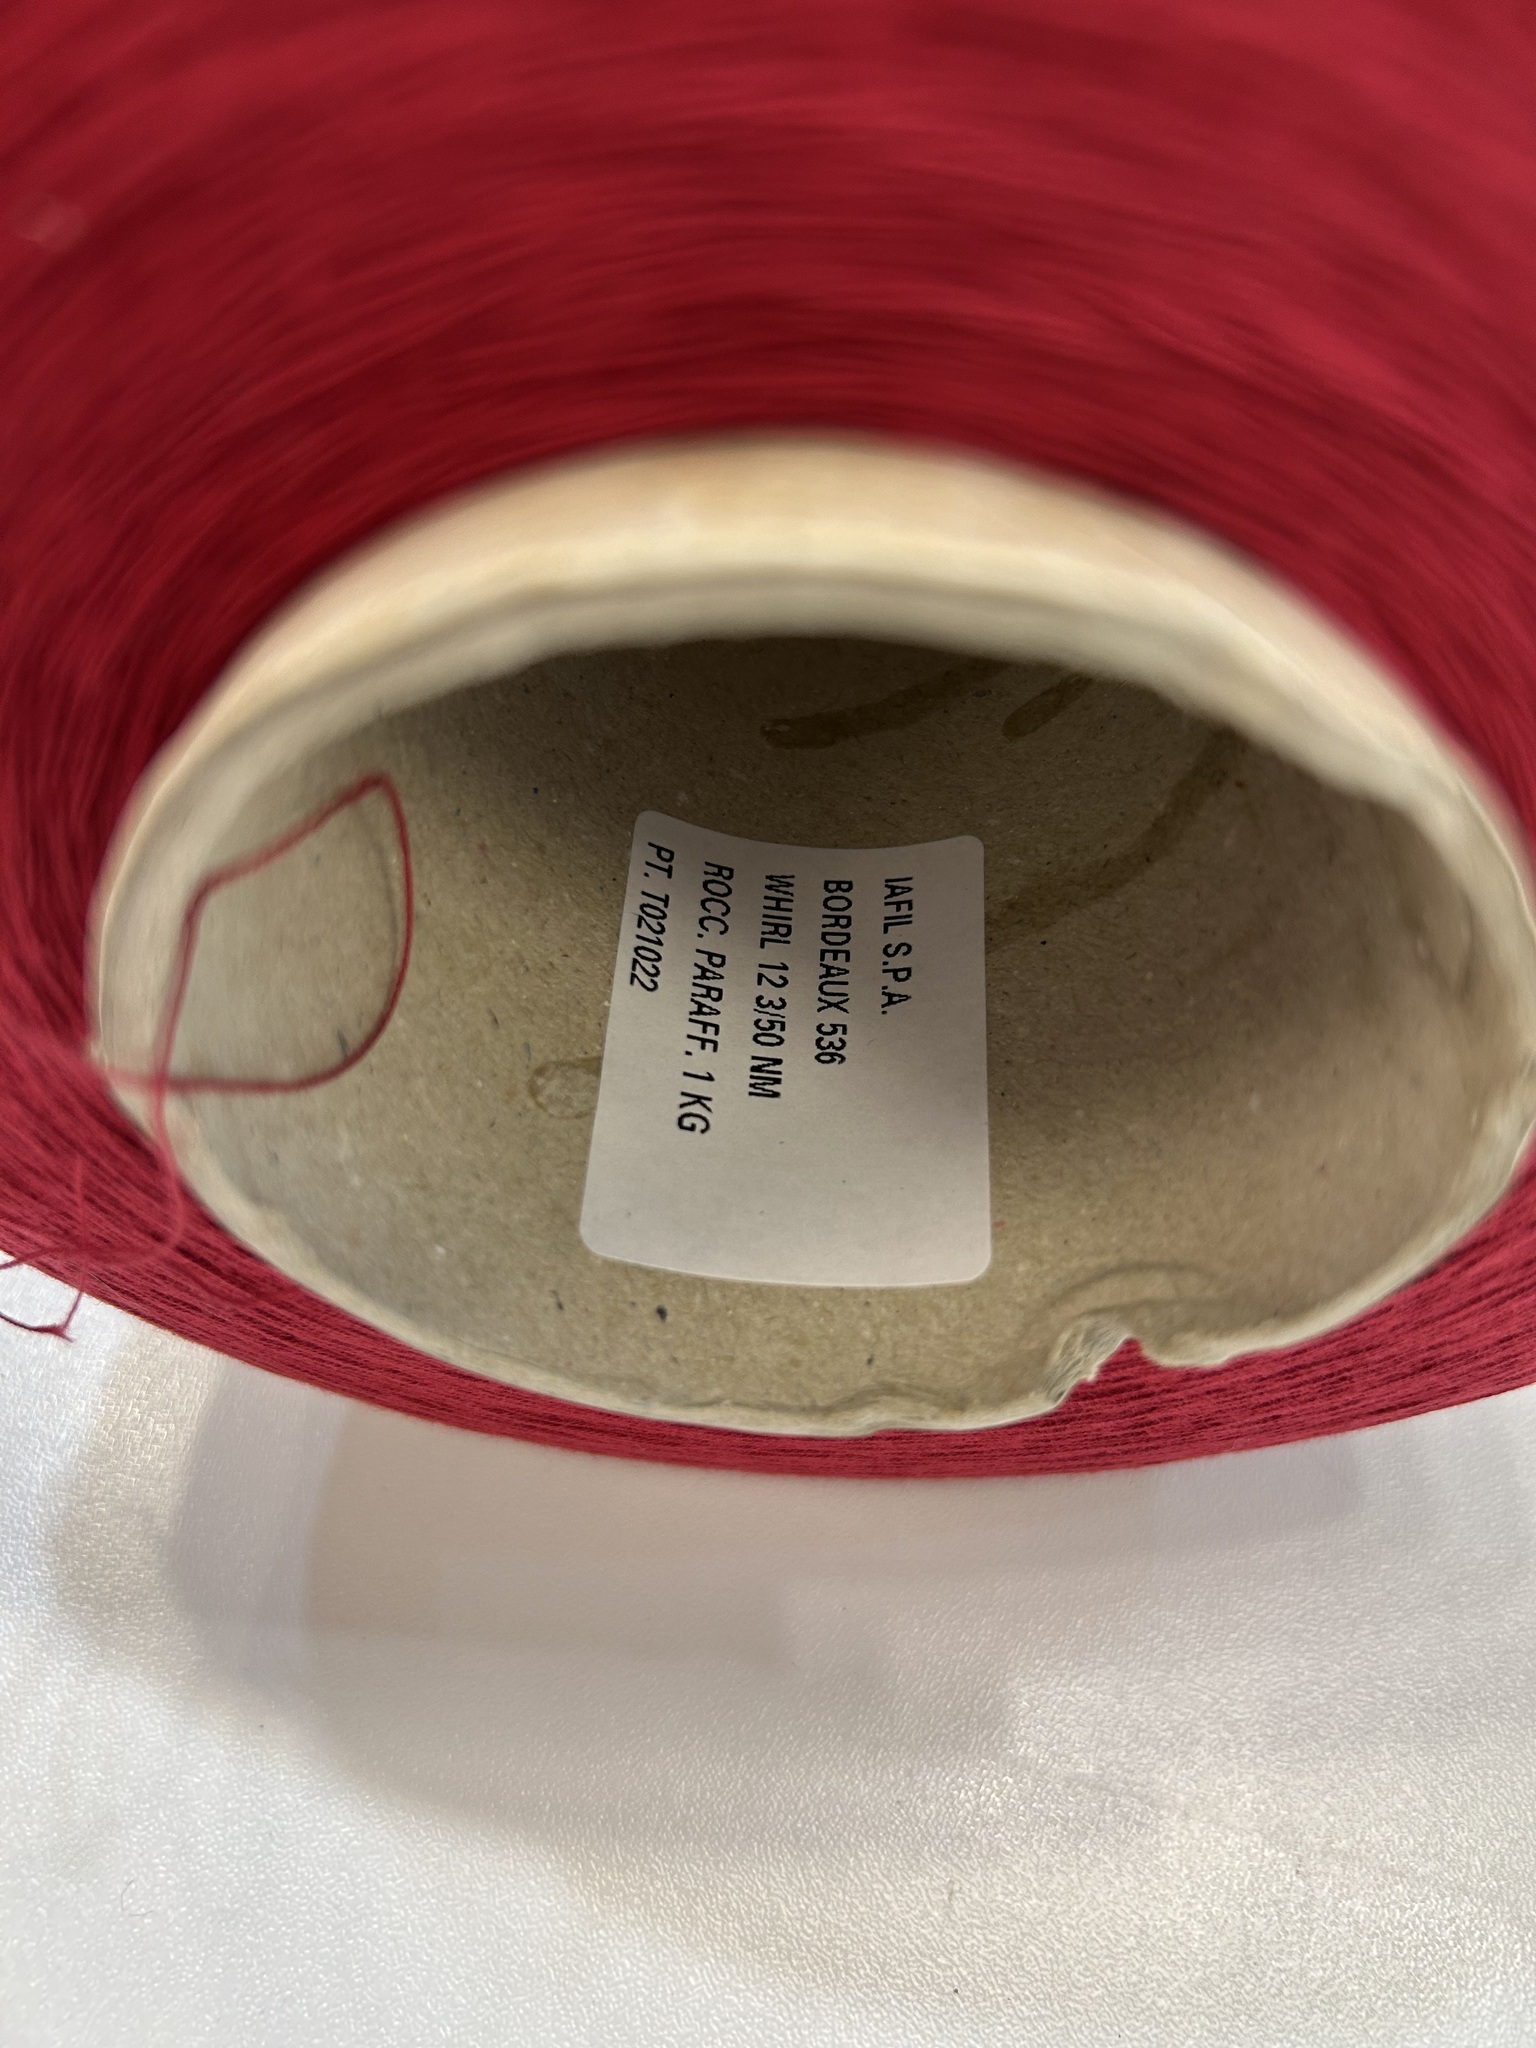 IAFIL S.P.A.
BORDEAUX 536
WHIRL 12 3/50 NM
ROCC. PARAFF. 1 KG
PT. T021022